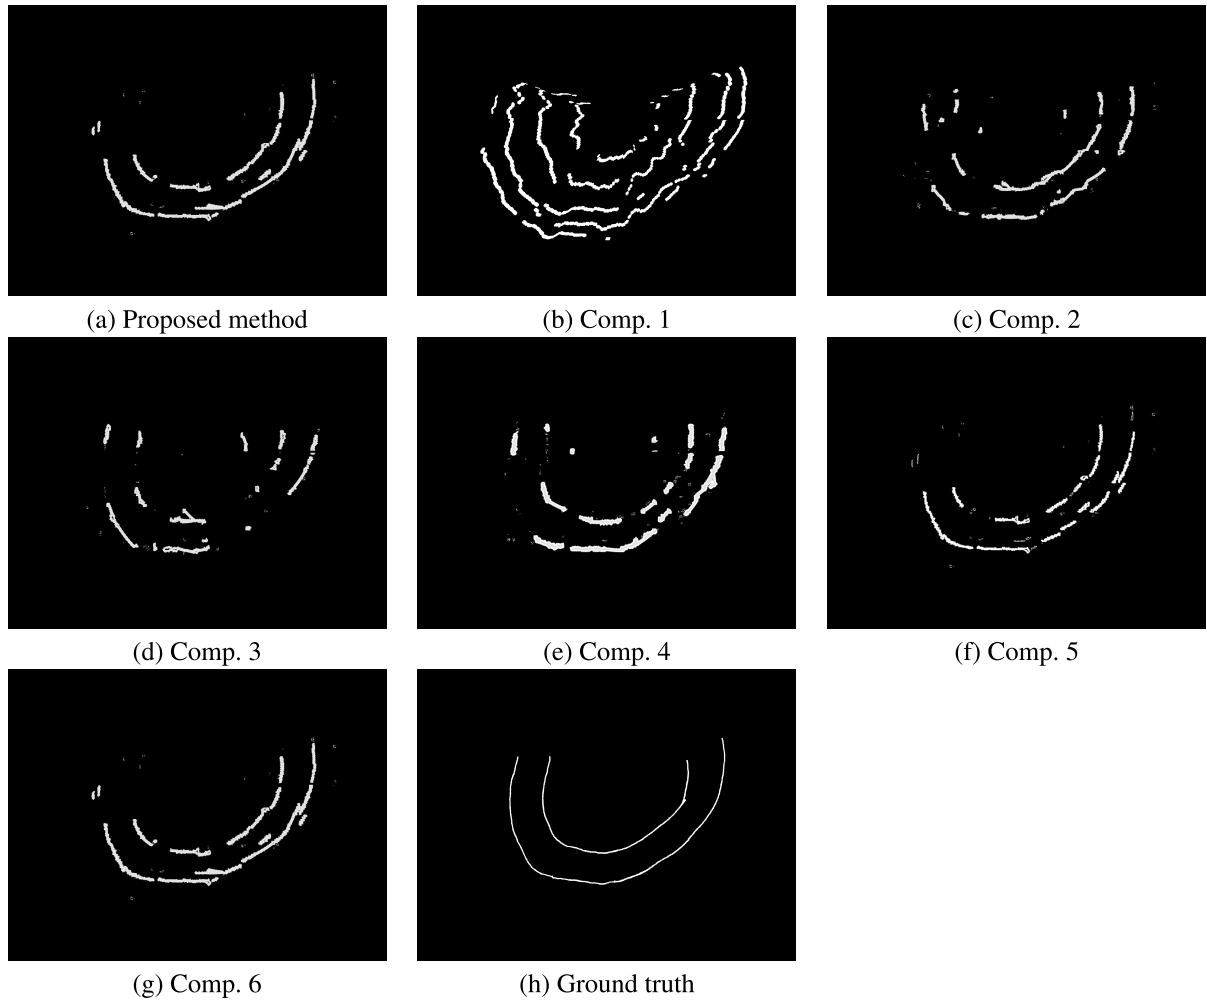 (a) Proposed method
(b) Comp. 1
(c) Comp. 2
(d) Comp. 3
(e) Comp. 4
(f) Comp. 5
(g) Comp. 6
(h) Ground truth